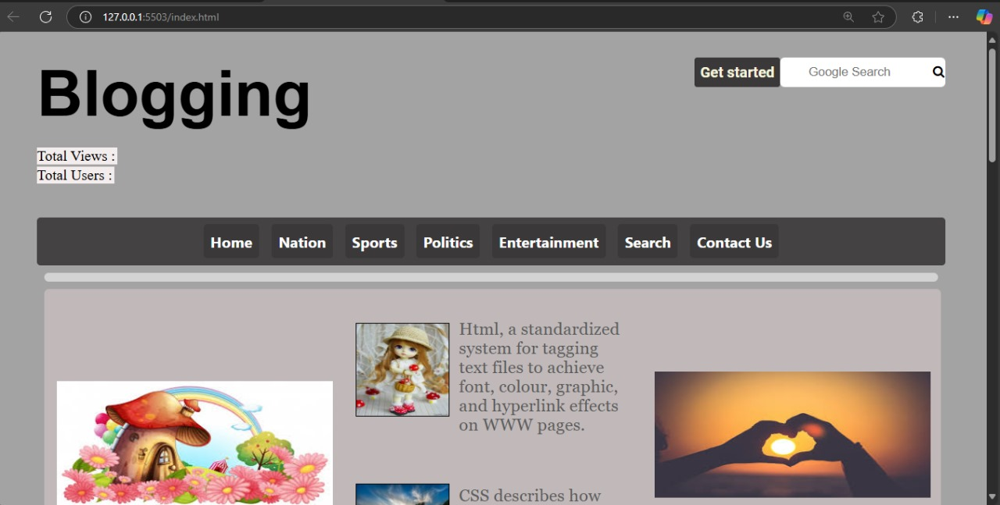 127.0.0.1:5503/index.html
Blogging
Get started
Google Search
Total Views :
Total Users :
Home Nation Sports Politics Entertainment Search Contact Us
Html, a standardized
system for tagging
text files to achieve
font, colour, graphic,
and hyperlink effects
on WWW pages.
CSS describes how